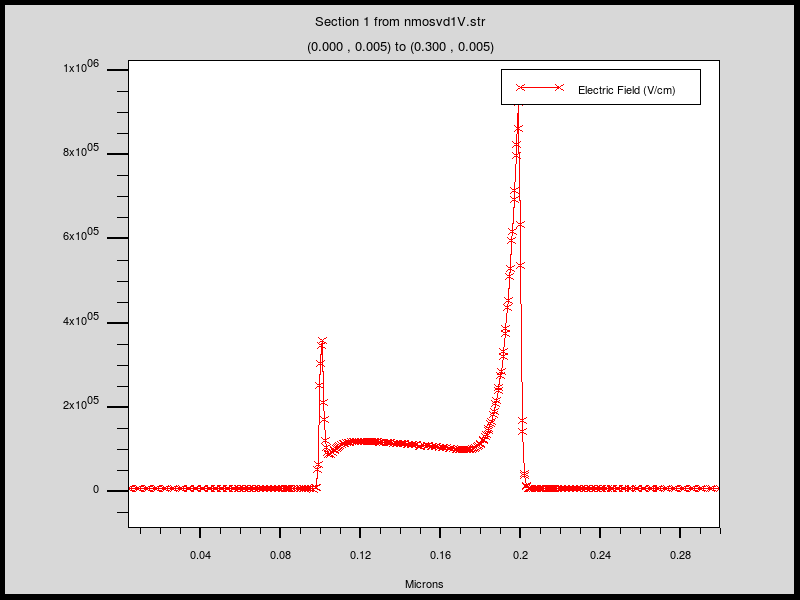 Section 1 from nmosvd1V.str
(0.000 , 0.005) to (0.300 , 0.005)
1x10^06
Electric Field (V/cm)
8x10^05
6x10^05
4x10^05
2x10^05
0
0.04 0.08 0.12 0.16 0.2 0.24 0.28
Microns